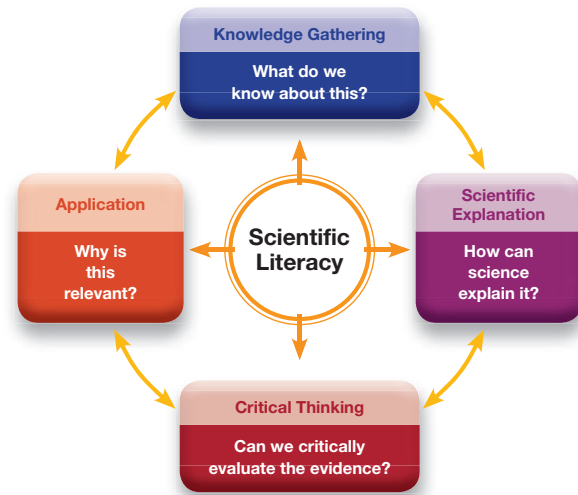 Knowledge Gathering
What do we
know about this?
Application
Why is
this
relevant?
Scientific
Literacy
Scientific
Explanation
How can
science
explain it?
Critical Thinking
Can we critically
evaluate the evidence?